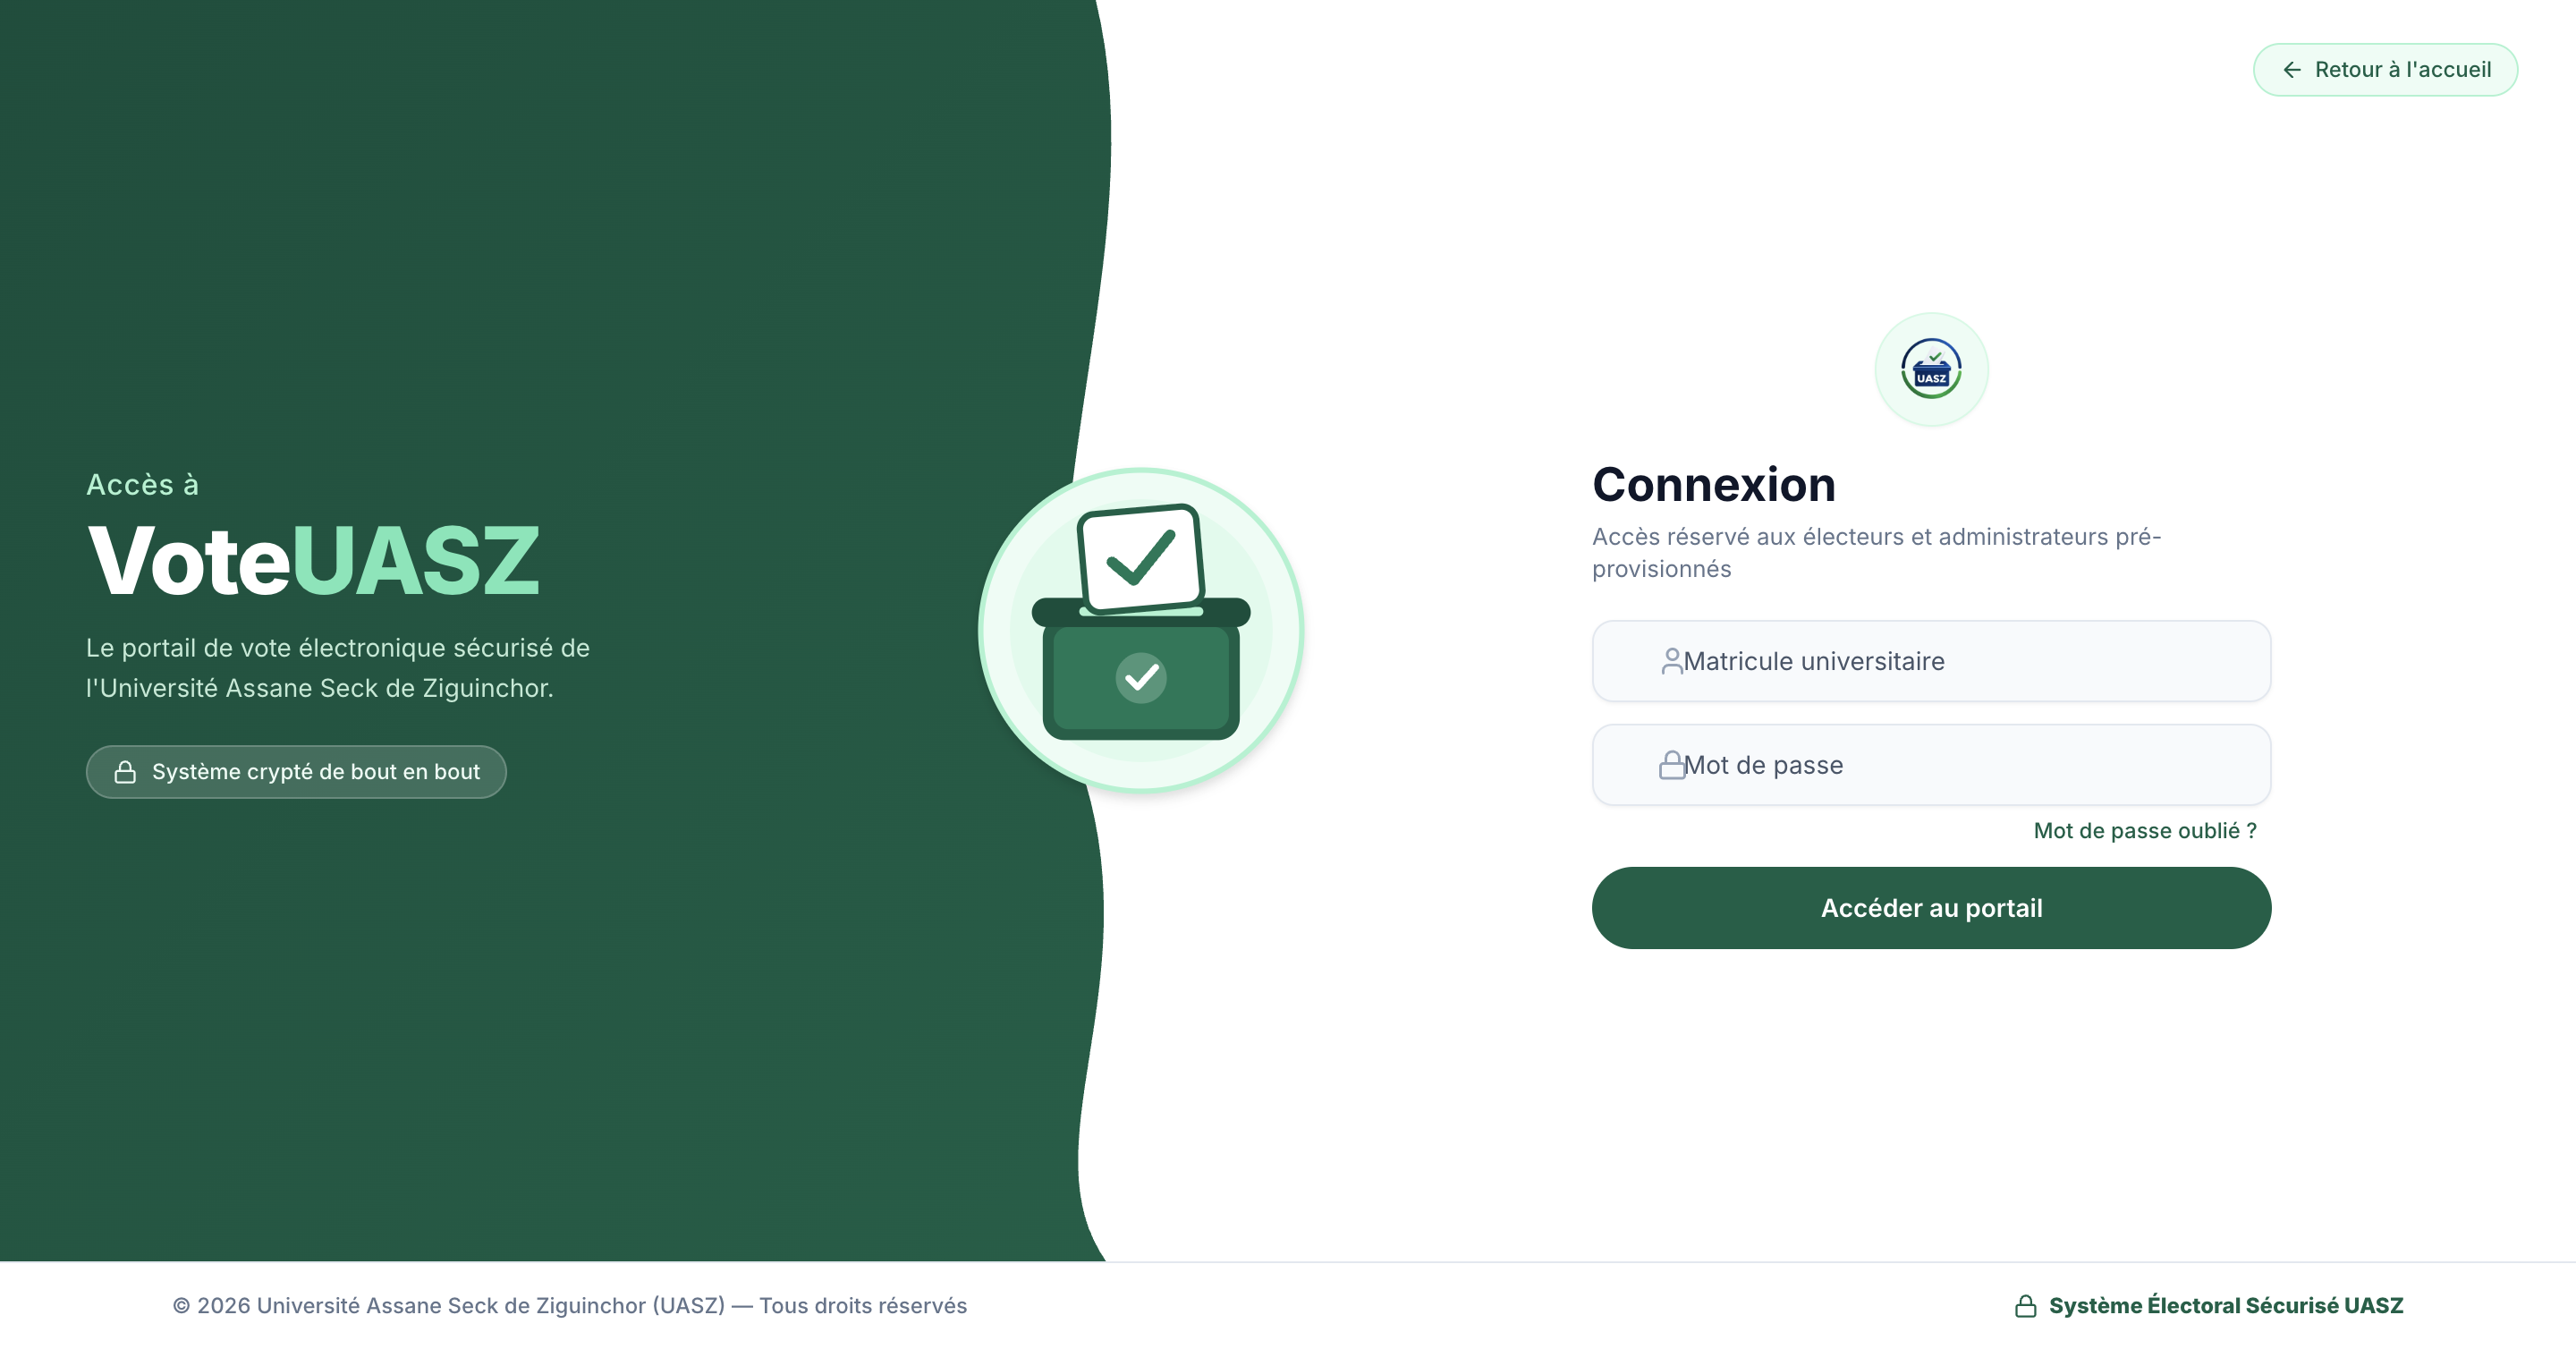 Retour à l'accueil
Accès à
VoteUASZ
Le portail de vote électronique sécurisé de
l'Université Assane Seck de Ziguinchor.
Système crypté de bout en bout
UASZ
Connexion
Accès réservé aux électeurs et administrateurs pré-
provisionnés
Matricule universitaire
Mot de passe
Mot de passe oublié ?
Accéder au portail
© 2026 Université Assane Seck de Ziguinchor (UASZ) — Tous droits réservés
Système Électoral Sécurisé UASZ